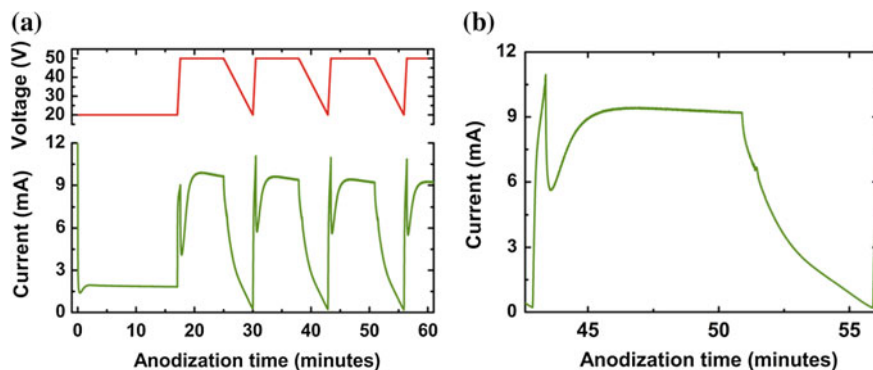 (a)
Voltage (V)
50
40
30
20
Current (mA)
12
9
6
3
0
0 10 20 30 40 50 60
Anodization time (minutes)
(b)
Current (mA)
12
9
6
3
0
45 50 55
Anodization time (minutes)